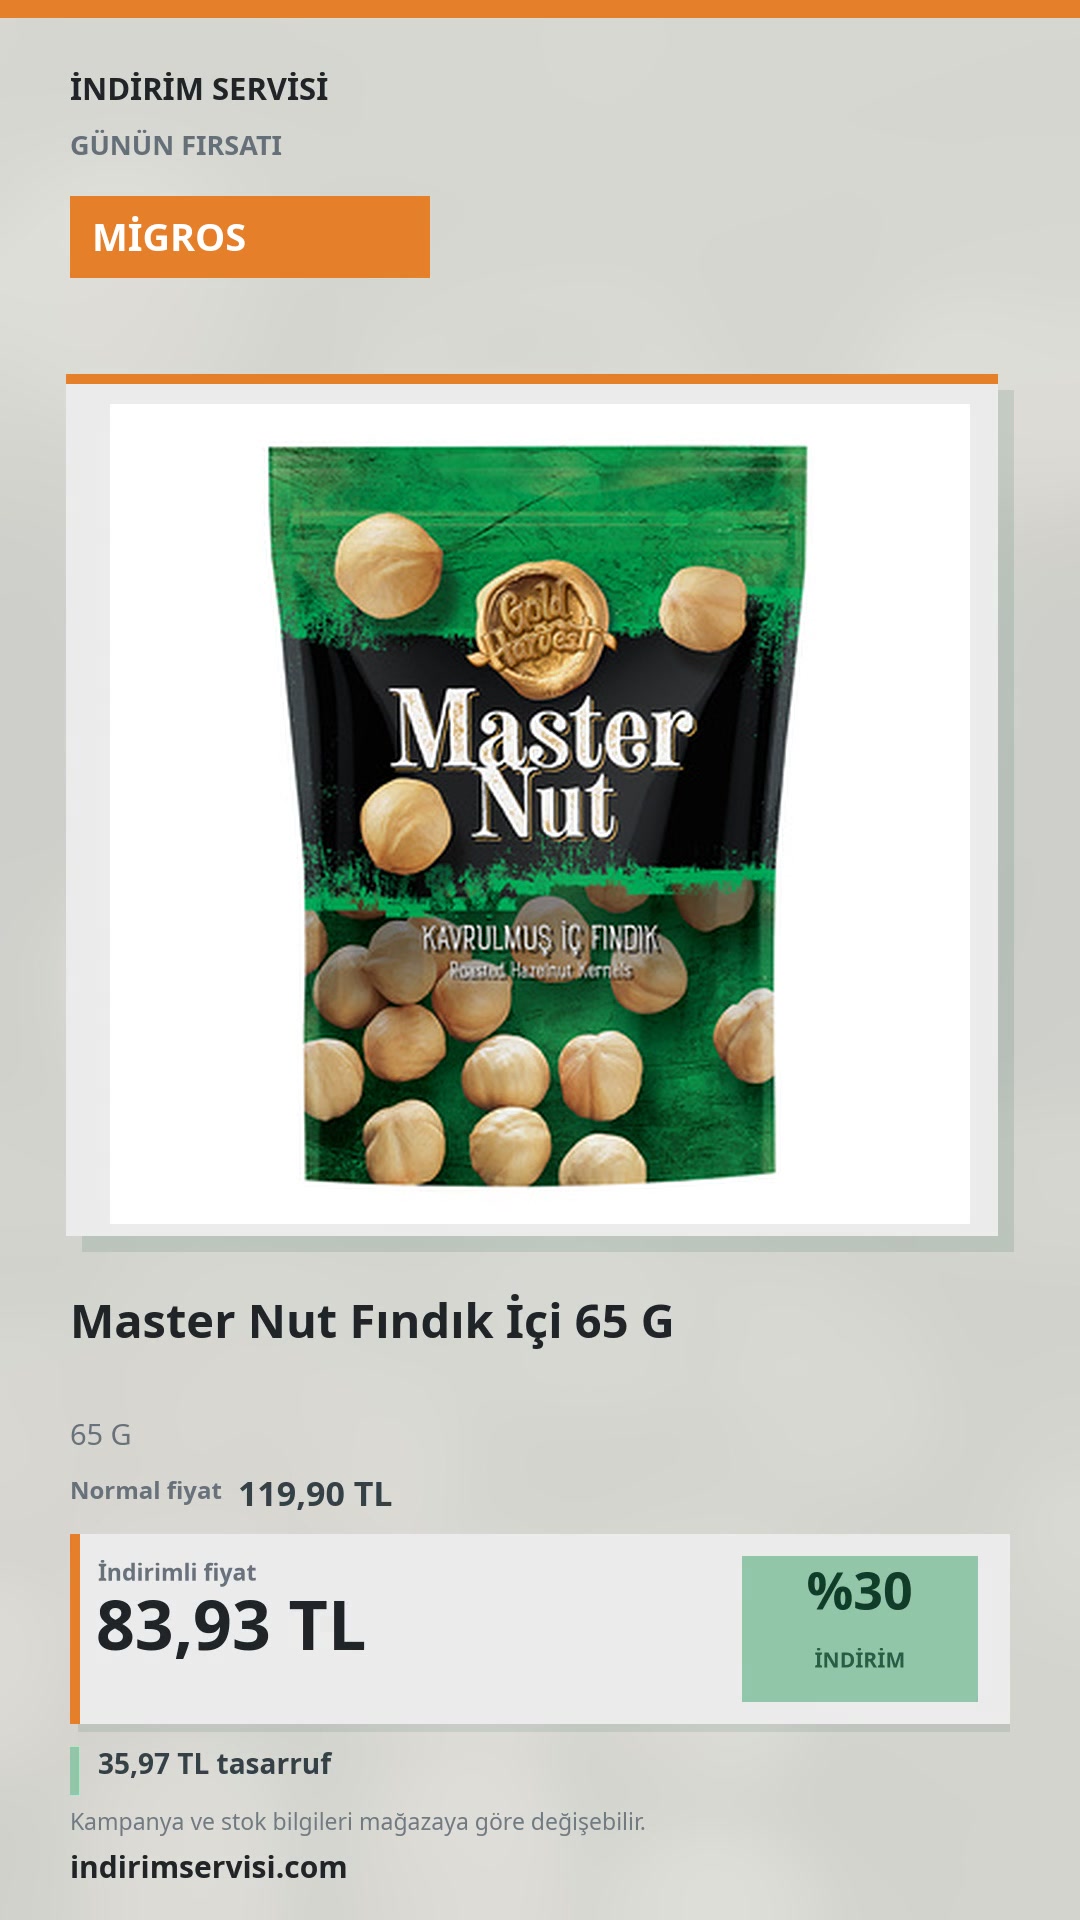 İNDİRİM SERVİSİ
GÜNÜN FIRSATI
MİGROS
Gold
Harvest
Master
Nut
KAVRULMUŞ İÇ FINDIK
Roasted Hazelnut Kernels
Master Nut Fındık İçi 65 G
65 G
Normal fiyat 119,90 TL
İndirimli fiyat
83,93 TL
%30
İNDİRİM
35,97 TL tasarruf
Kampanya ve stok bilgileri mağazaya göre değişebilir.
indirimservisi.com